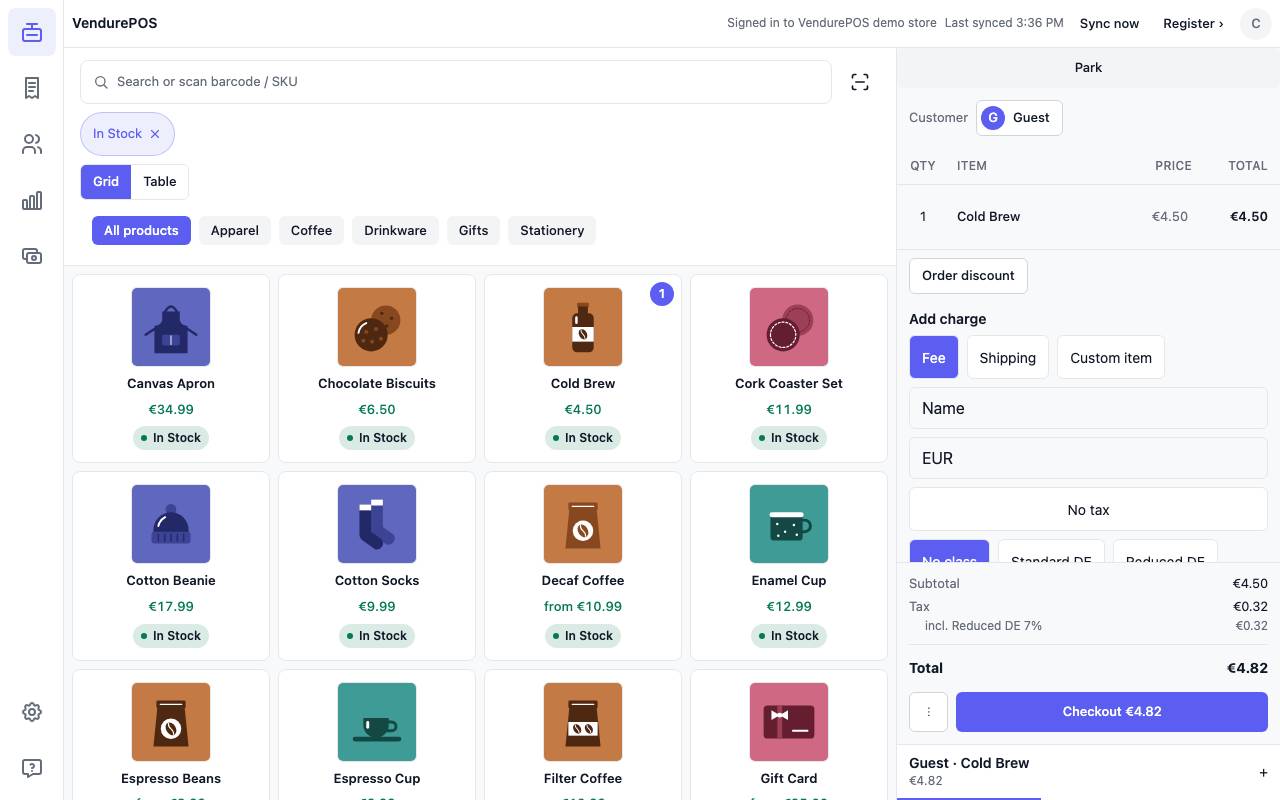 VendurePOS
Signed in to VendurePOS demo store Last synced 3:36 PM Sync now Register › C
Search or scan barcode / SKU
In Stock
Grid Table
All products Apparel Coffee Drinkware Gifts Stationery
1
Canvas Apron Chocolate Biscuits Cold Brew Cork Coaster Set
€34.99 €6.50 €4.50 €11.99
In Stock In Stock In Stock In Stock
Cotton Beanie Cotton Socks Decaf Coffee Enamel Cup
€17.99 €9.99 from €10.99 €12.99
In Stock In Stock In Stock In Stock
Espresso Beans Espresso Cup Filter Coffee Gift Card
Park
Customer G Guest
QTY ITEM PRICE TOTAL
1 Cold Brew €4.50 €4.50
Order discount
Add charge
Fee Shipping Custom item
Name
EUR
No tax
No class Standard DE Reduced DE
Subtotal €4.50
Tax €0.32
incl. Reduced DE 7% €0.32
Total €4.82
Checkout €4.82
Guest · Cold Brew
€4.82
+